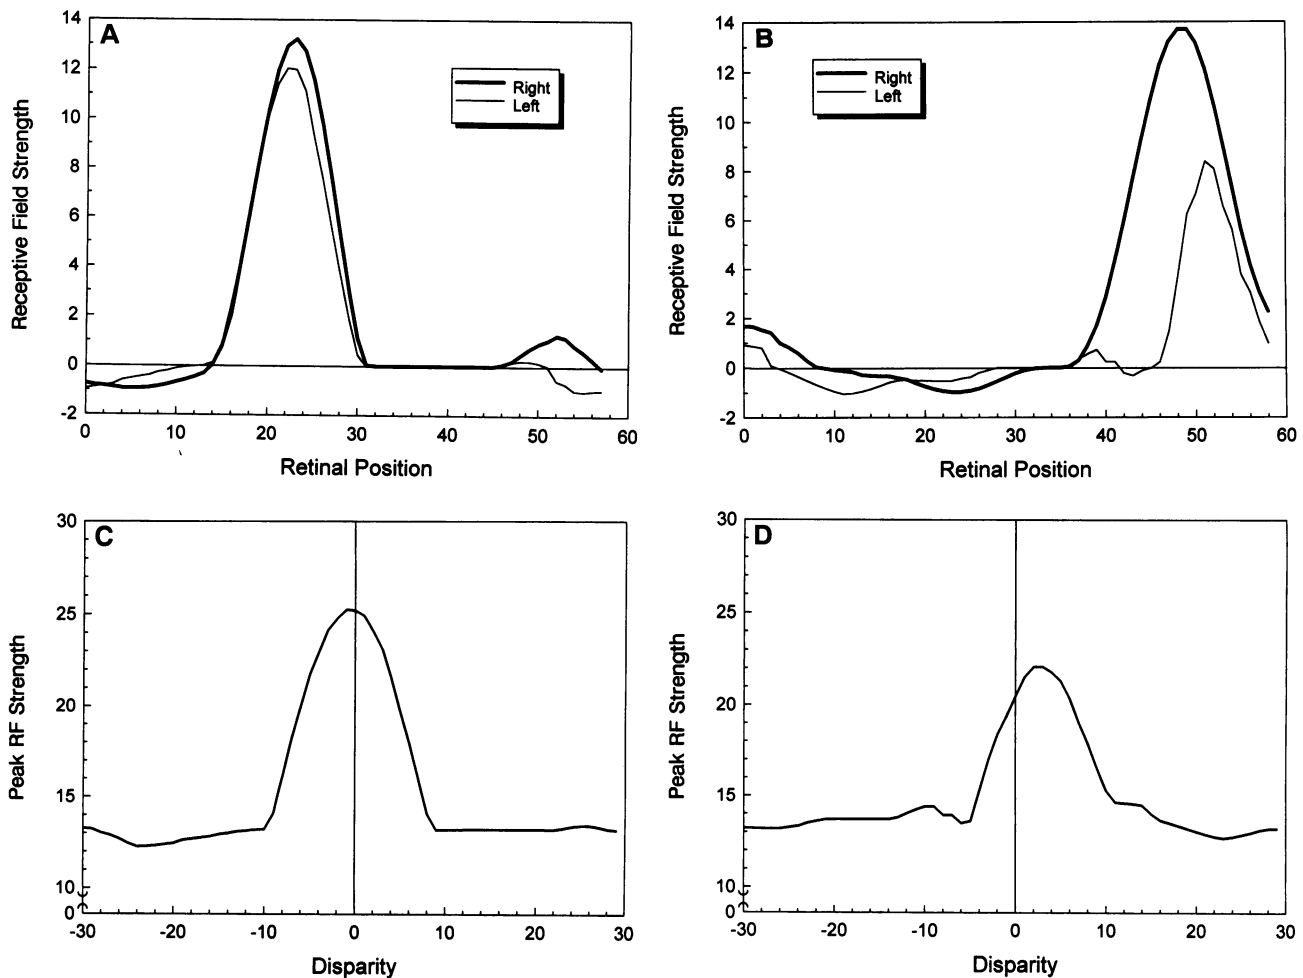 A
14
12
10
8
6
4
2
0
-2
Receptive Field Strength
Right
Left
0 10 20 30 40 50 60
Retinal Position
B
14
12
10
8
6
4
2
0
-2
Receptive Field Strength
Right
Left
0 10 20 30 40 50 60
Retinal Position
C
30
25
20
15
10
0
Peak RF Strength
-30 -20 -10 0 10 20 30
Disparity
D
30
25
20
15
10
0
Peak RF Strength
-30 -20 -10 0 10 20 30
Disparity